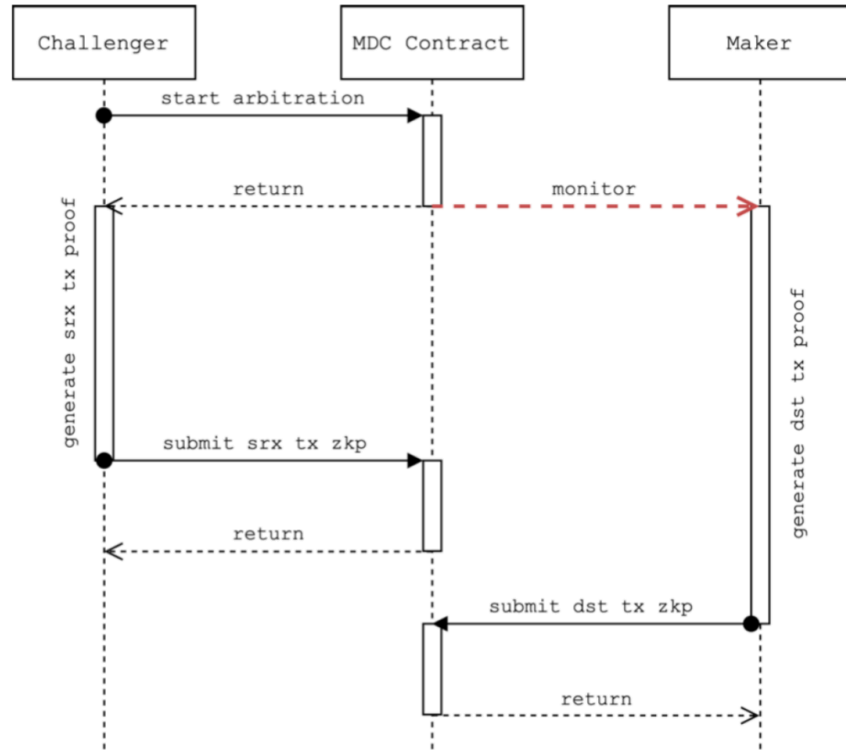 Challenger
MDC Contract
Maker
start arbitration
return
monitor
generate srx tx proof
generate dst tx proof
submit srx tx zkp
return
submit dst tx zkp
return